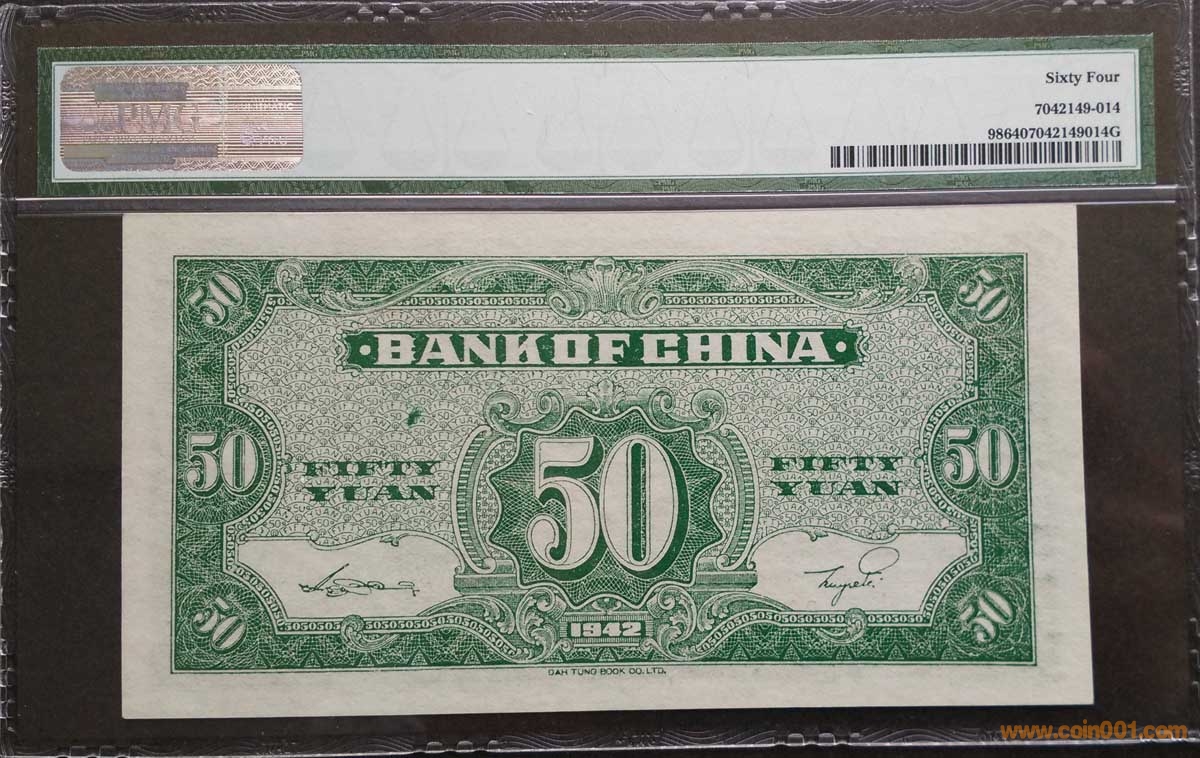 PMG
Sixty Four
7042149-014
986407042149014G
50 50
·BANK OF CHINA·
50 FIFTY YUAN 50 FIFTY YUAN 50
50 1942 50
DAH TUNG BOOK CO. LTD.
www.coin001.com